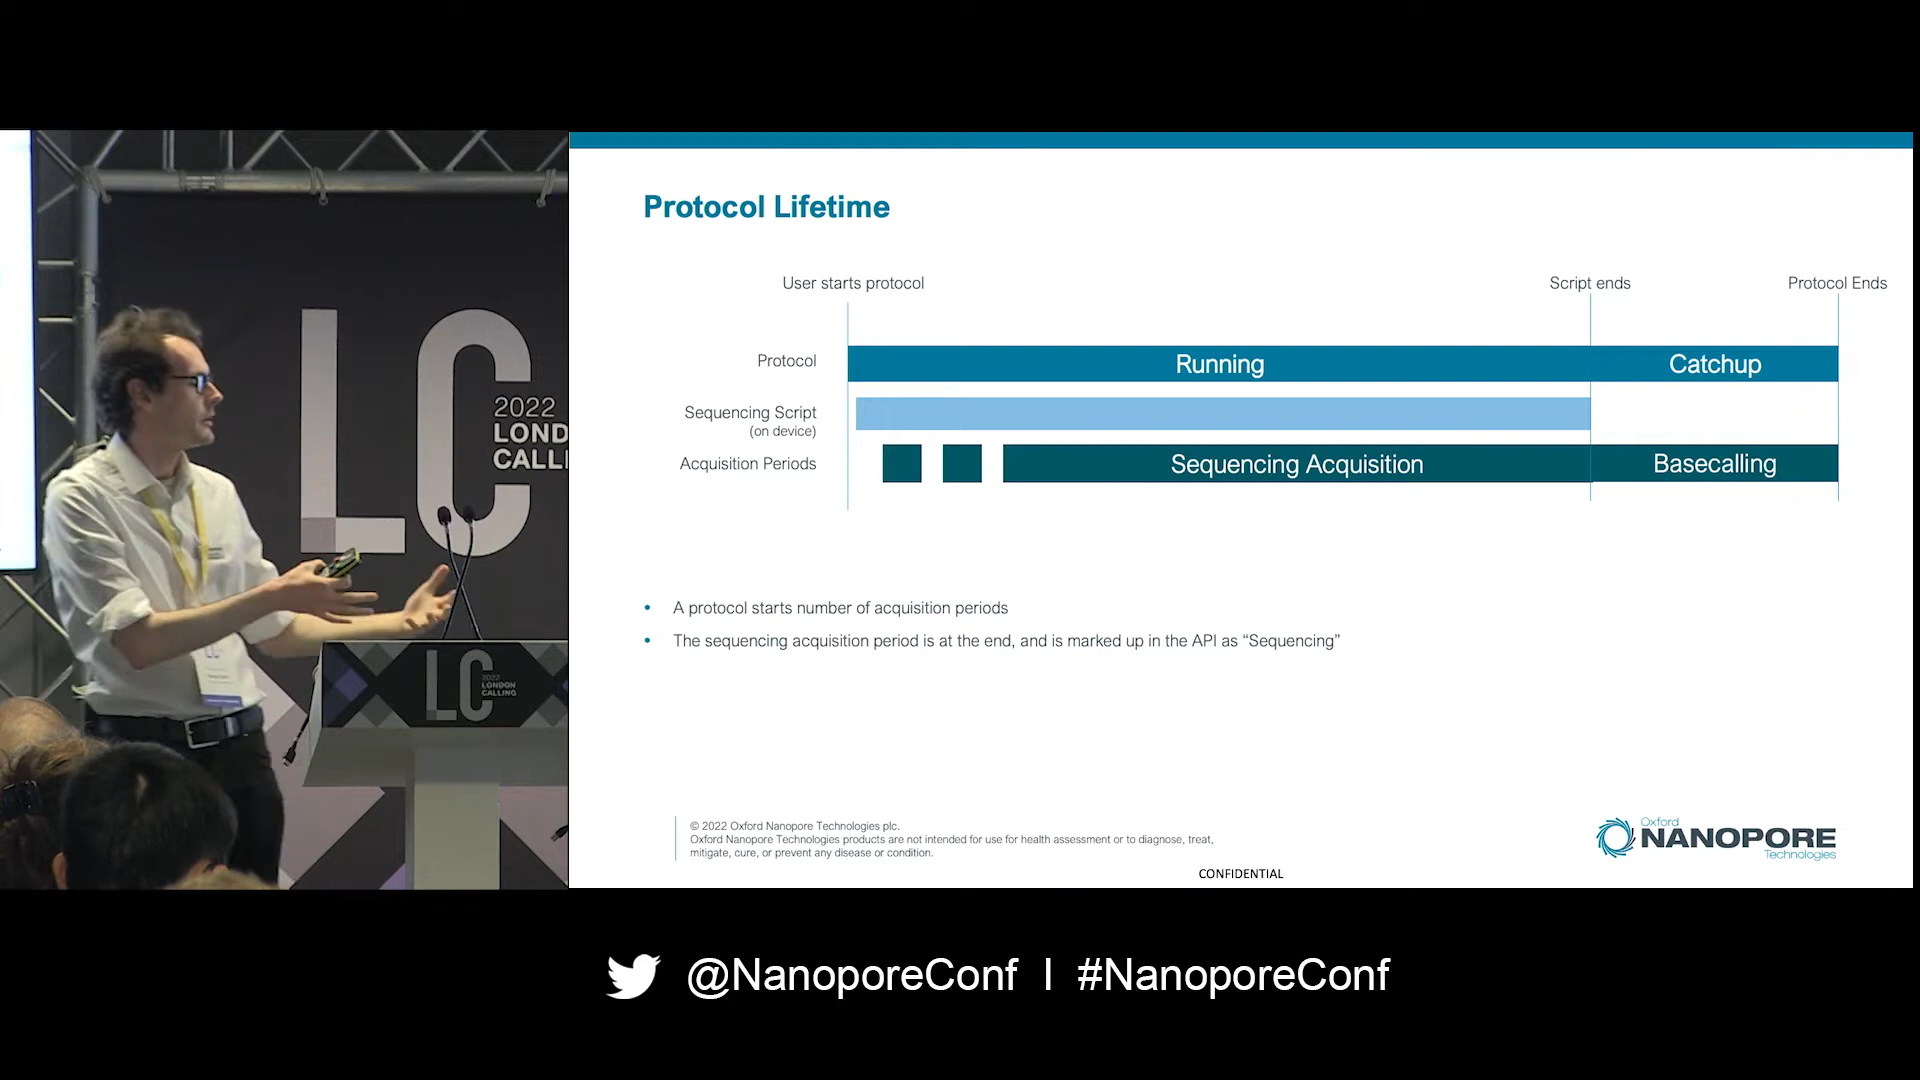 LC
2022
LOND
CALLI
LC
2022
LONDON
CALLING
Protocol Lifetime
User starts protocol
Script ends
Protocol Ends
Protocol
Running
Catchup
Sequencing Script
(on device)
Acquisition Periods
Sequencing Acquisition
Basecalling
• A protocol starts number of acquisition periods
• The sequencing acquisition period is at the end, and is marked up in the API as “Sequencing”
© 2022 Oxford Nanopore Technologies plc.
Oxford Nanopore Technologies products are not intended for use for health assessment or to diagnose, treat,
mitigate, cure, or prevent any disease or condition.
CONFIDENTIAL
Oxford
NANOPORE
Technologies
@NanoporeConf | #NanoporeConf